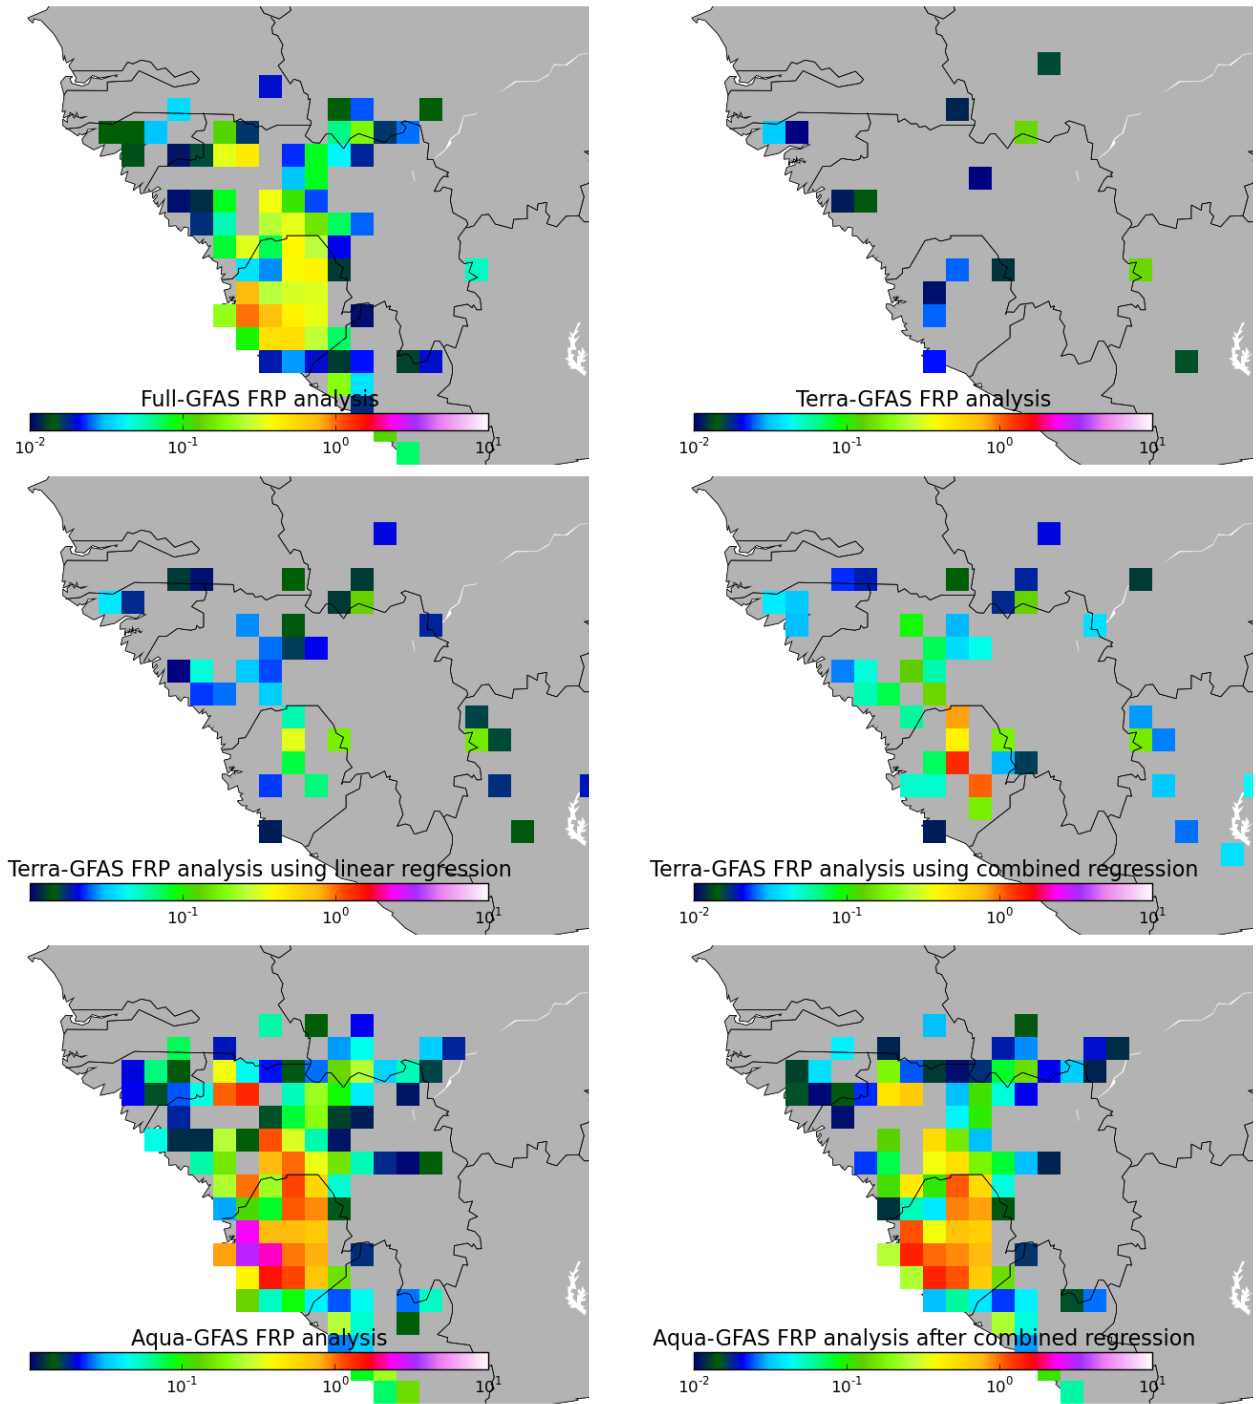 Full-GFAS FRP analysis
10-2 10-1 10^0 10^1
Terra-GFAS FRP analysis
10-2 10-1 10^0 10^1
Terra-GFAS FRP analysis using linear regression
10-1 10^0 10^1
Terra-GFAS FRP analysis using combined regression
10-2 10-1 10^0 10^1
Aqua-GFAS FRP analysis
10-1 10^0 10^1
Aqua-GFAS FRP analysis after combined regression
10-2 10-1 10^0 10^1